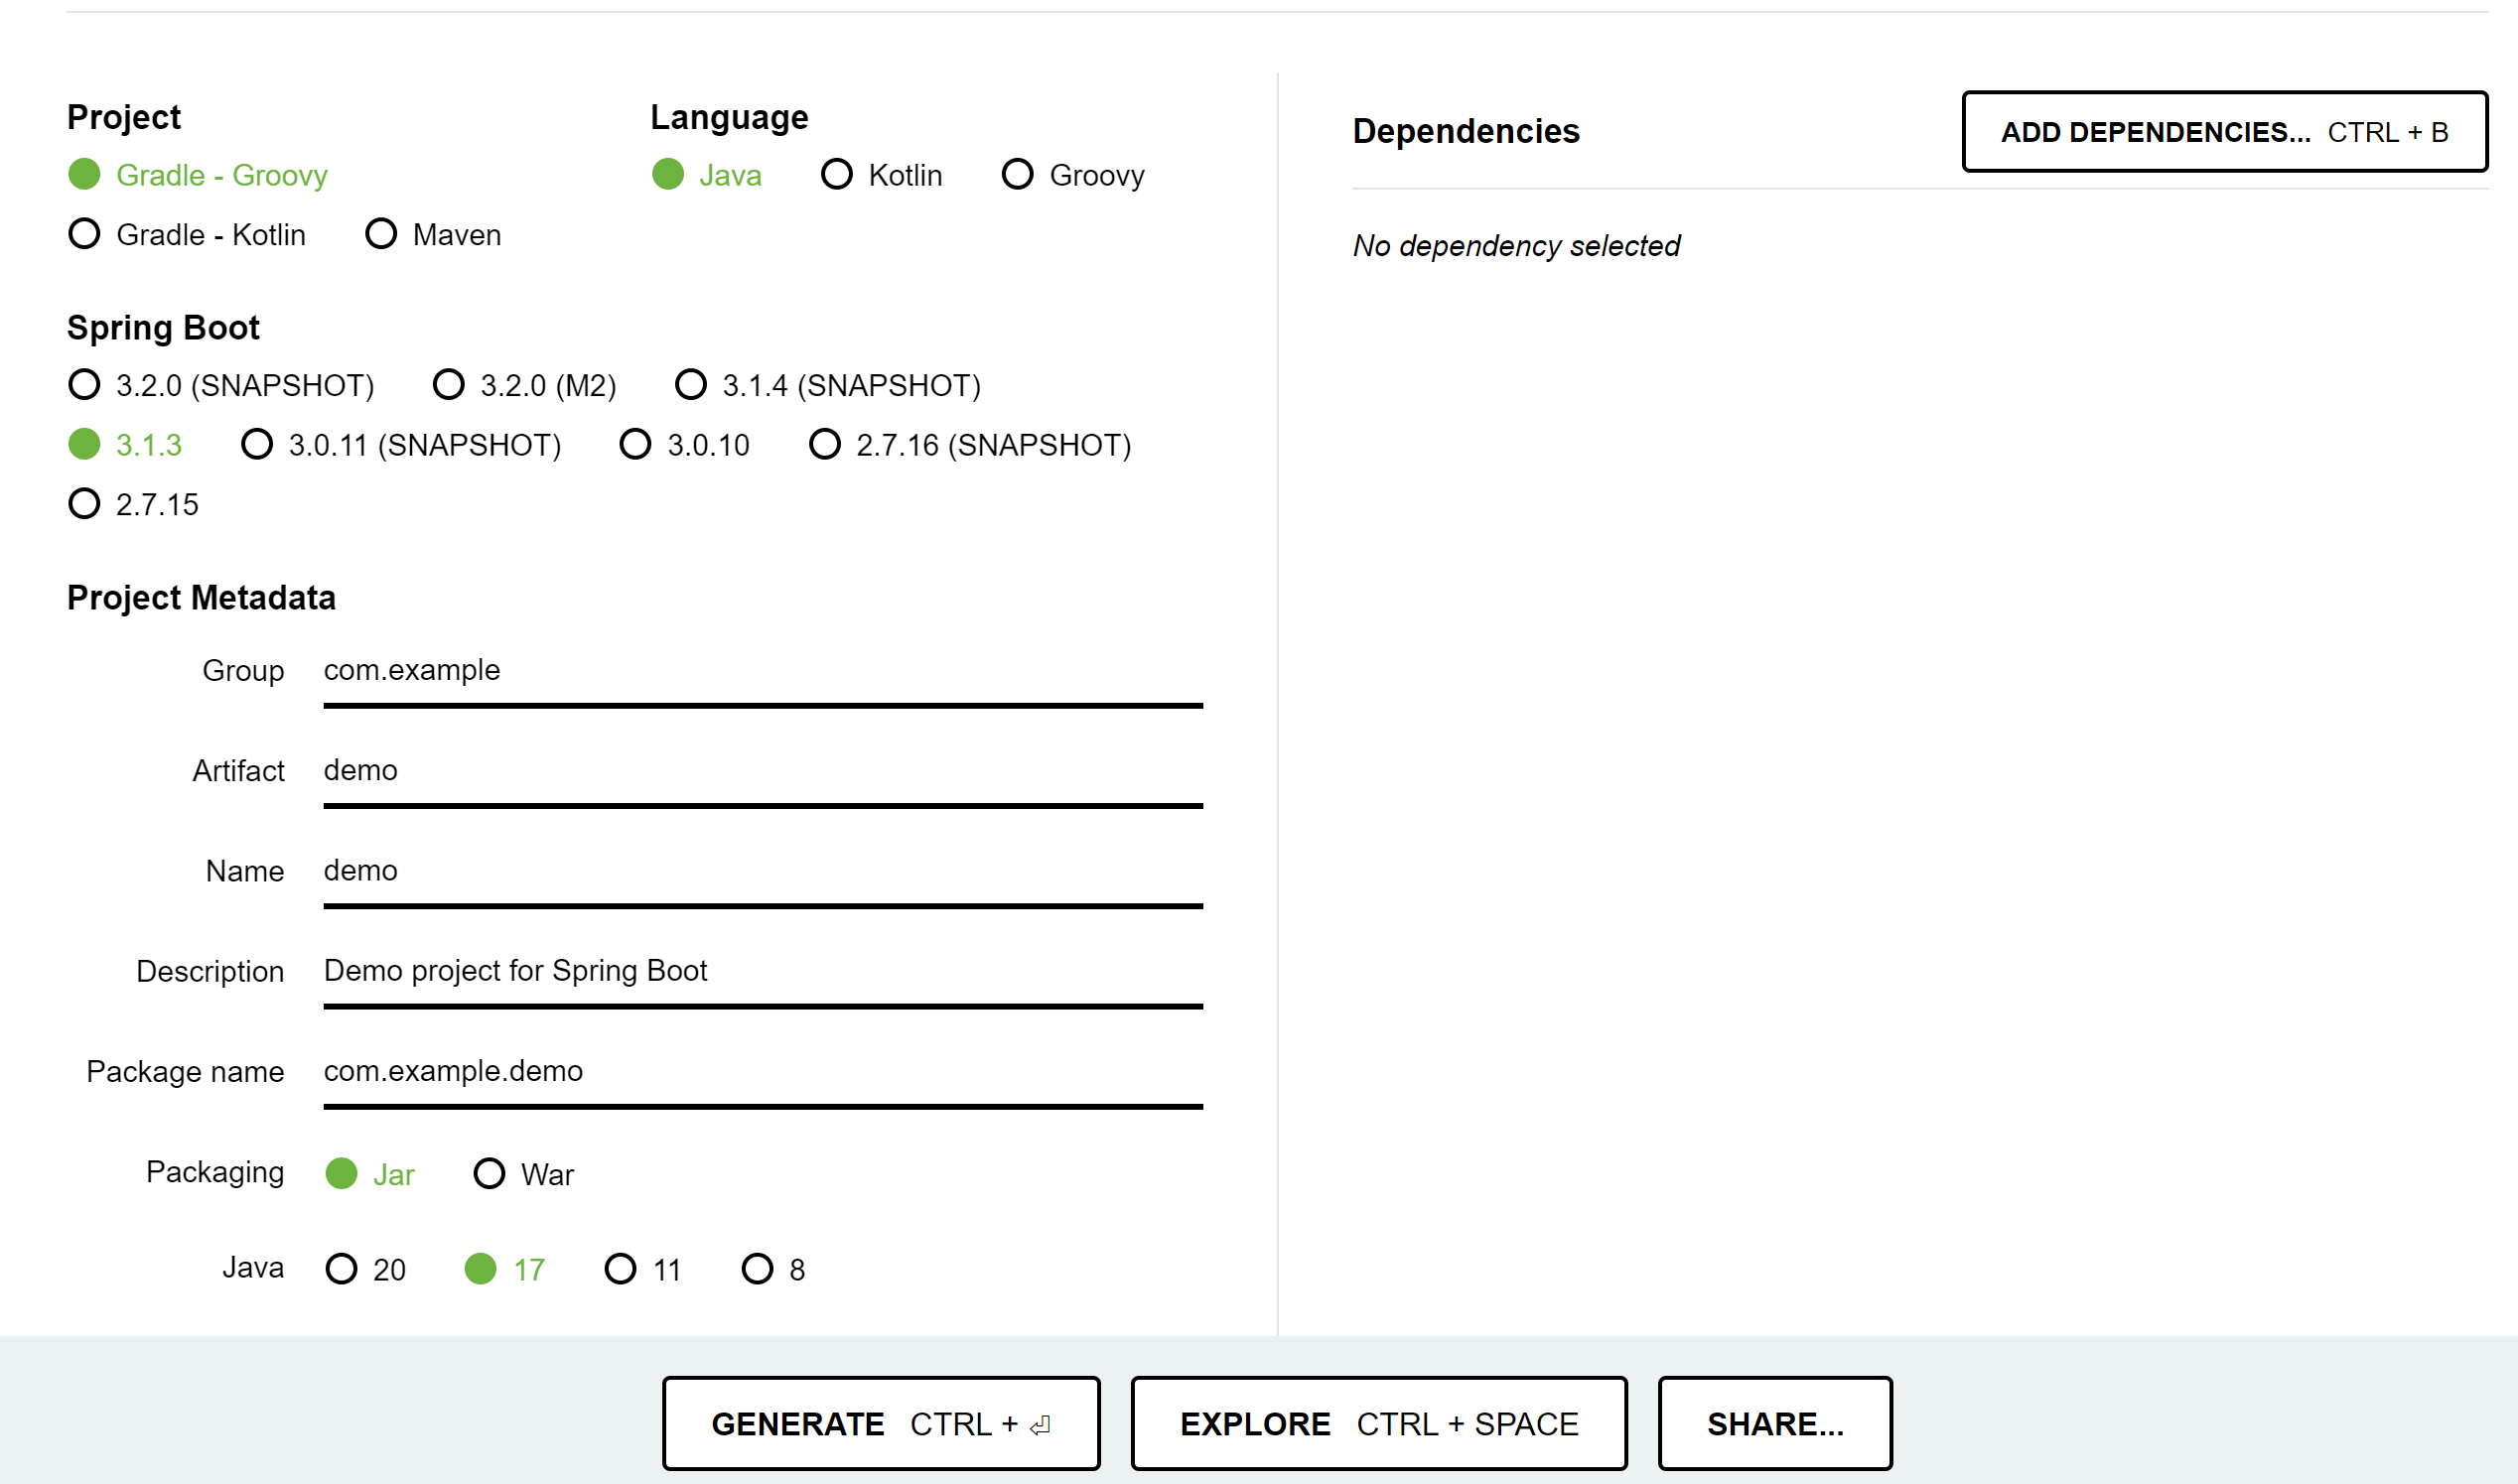 Project
Gradle - Groovy
Gradle - Kotlin Maven
Language
Java Kotlin Groovy
Spring Boot
3.2.0 (SNAPSHOT) 3.2.0 (M2) 3.1.4 (SNAPSHOT)
3.1.3 3.0.11 (SNAPSHOT) 3.0.10 2.7.16 (SNAPSHOT)
2.7.15
Project Metadata
Group com.example
Artifact demo
Name demo
Description Demo project for Spring Boot
Package name com.example.demo
Packaging Jar War
Java 20 17 11 8
Dependencies
ADD DEPENDENCIES... CTRL + B
No dependency selected
GENERATE CTRL + ⏎
EXPLORE CTRL + SPACE
SHARE...